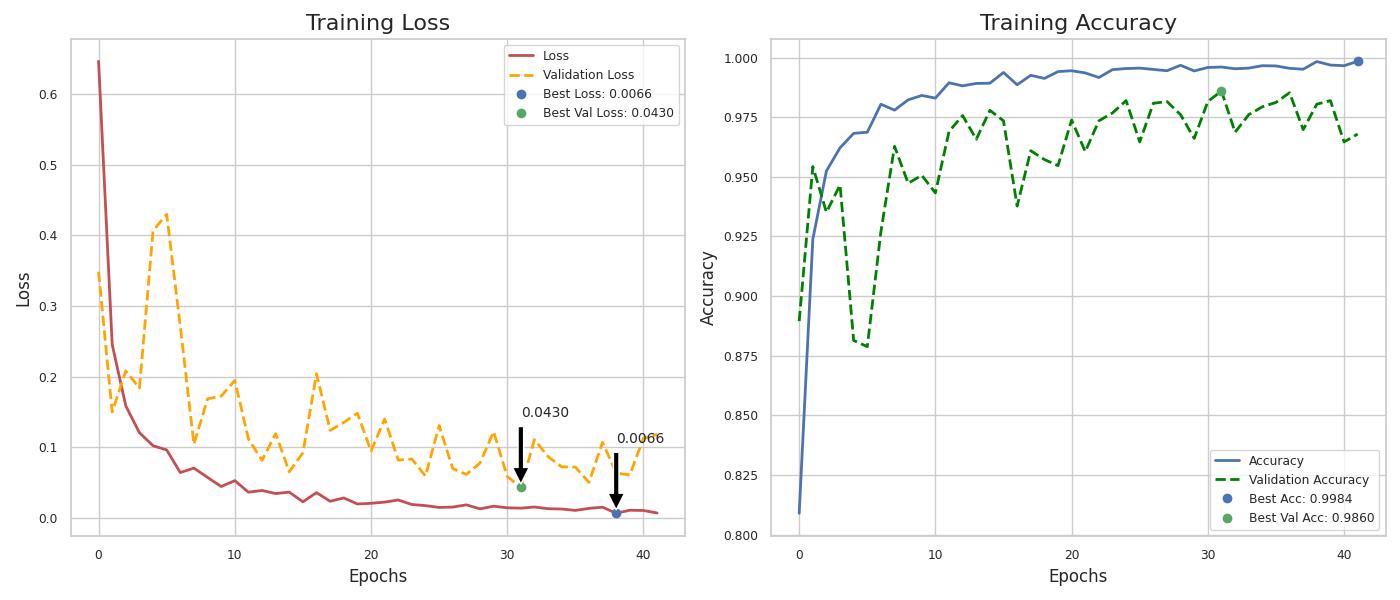 Training Loss
Loss
Validation Loss
Best Loss: 0.0066
Best Val Loss: 0.0430
0.6
0.5
0.4
0.3
0.2
0.1
0.0
Loss
0.0430
0.0066
0
10
20
30
40
Epochs
Training Accuracy
1.000
0.975
0.950
0.925
0.900
0.875
0.850
0.825
0.800
Accuracy
Accuracy
Validation Accuracy
Best Acc: 0.9984
Best Val Acc: 0.9860
0
10
20
30
40
Epochs